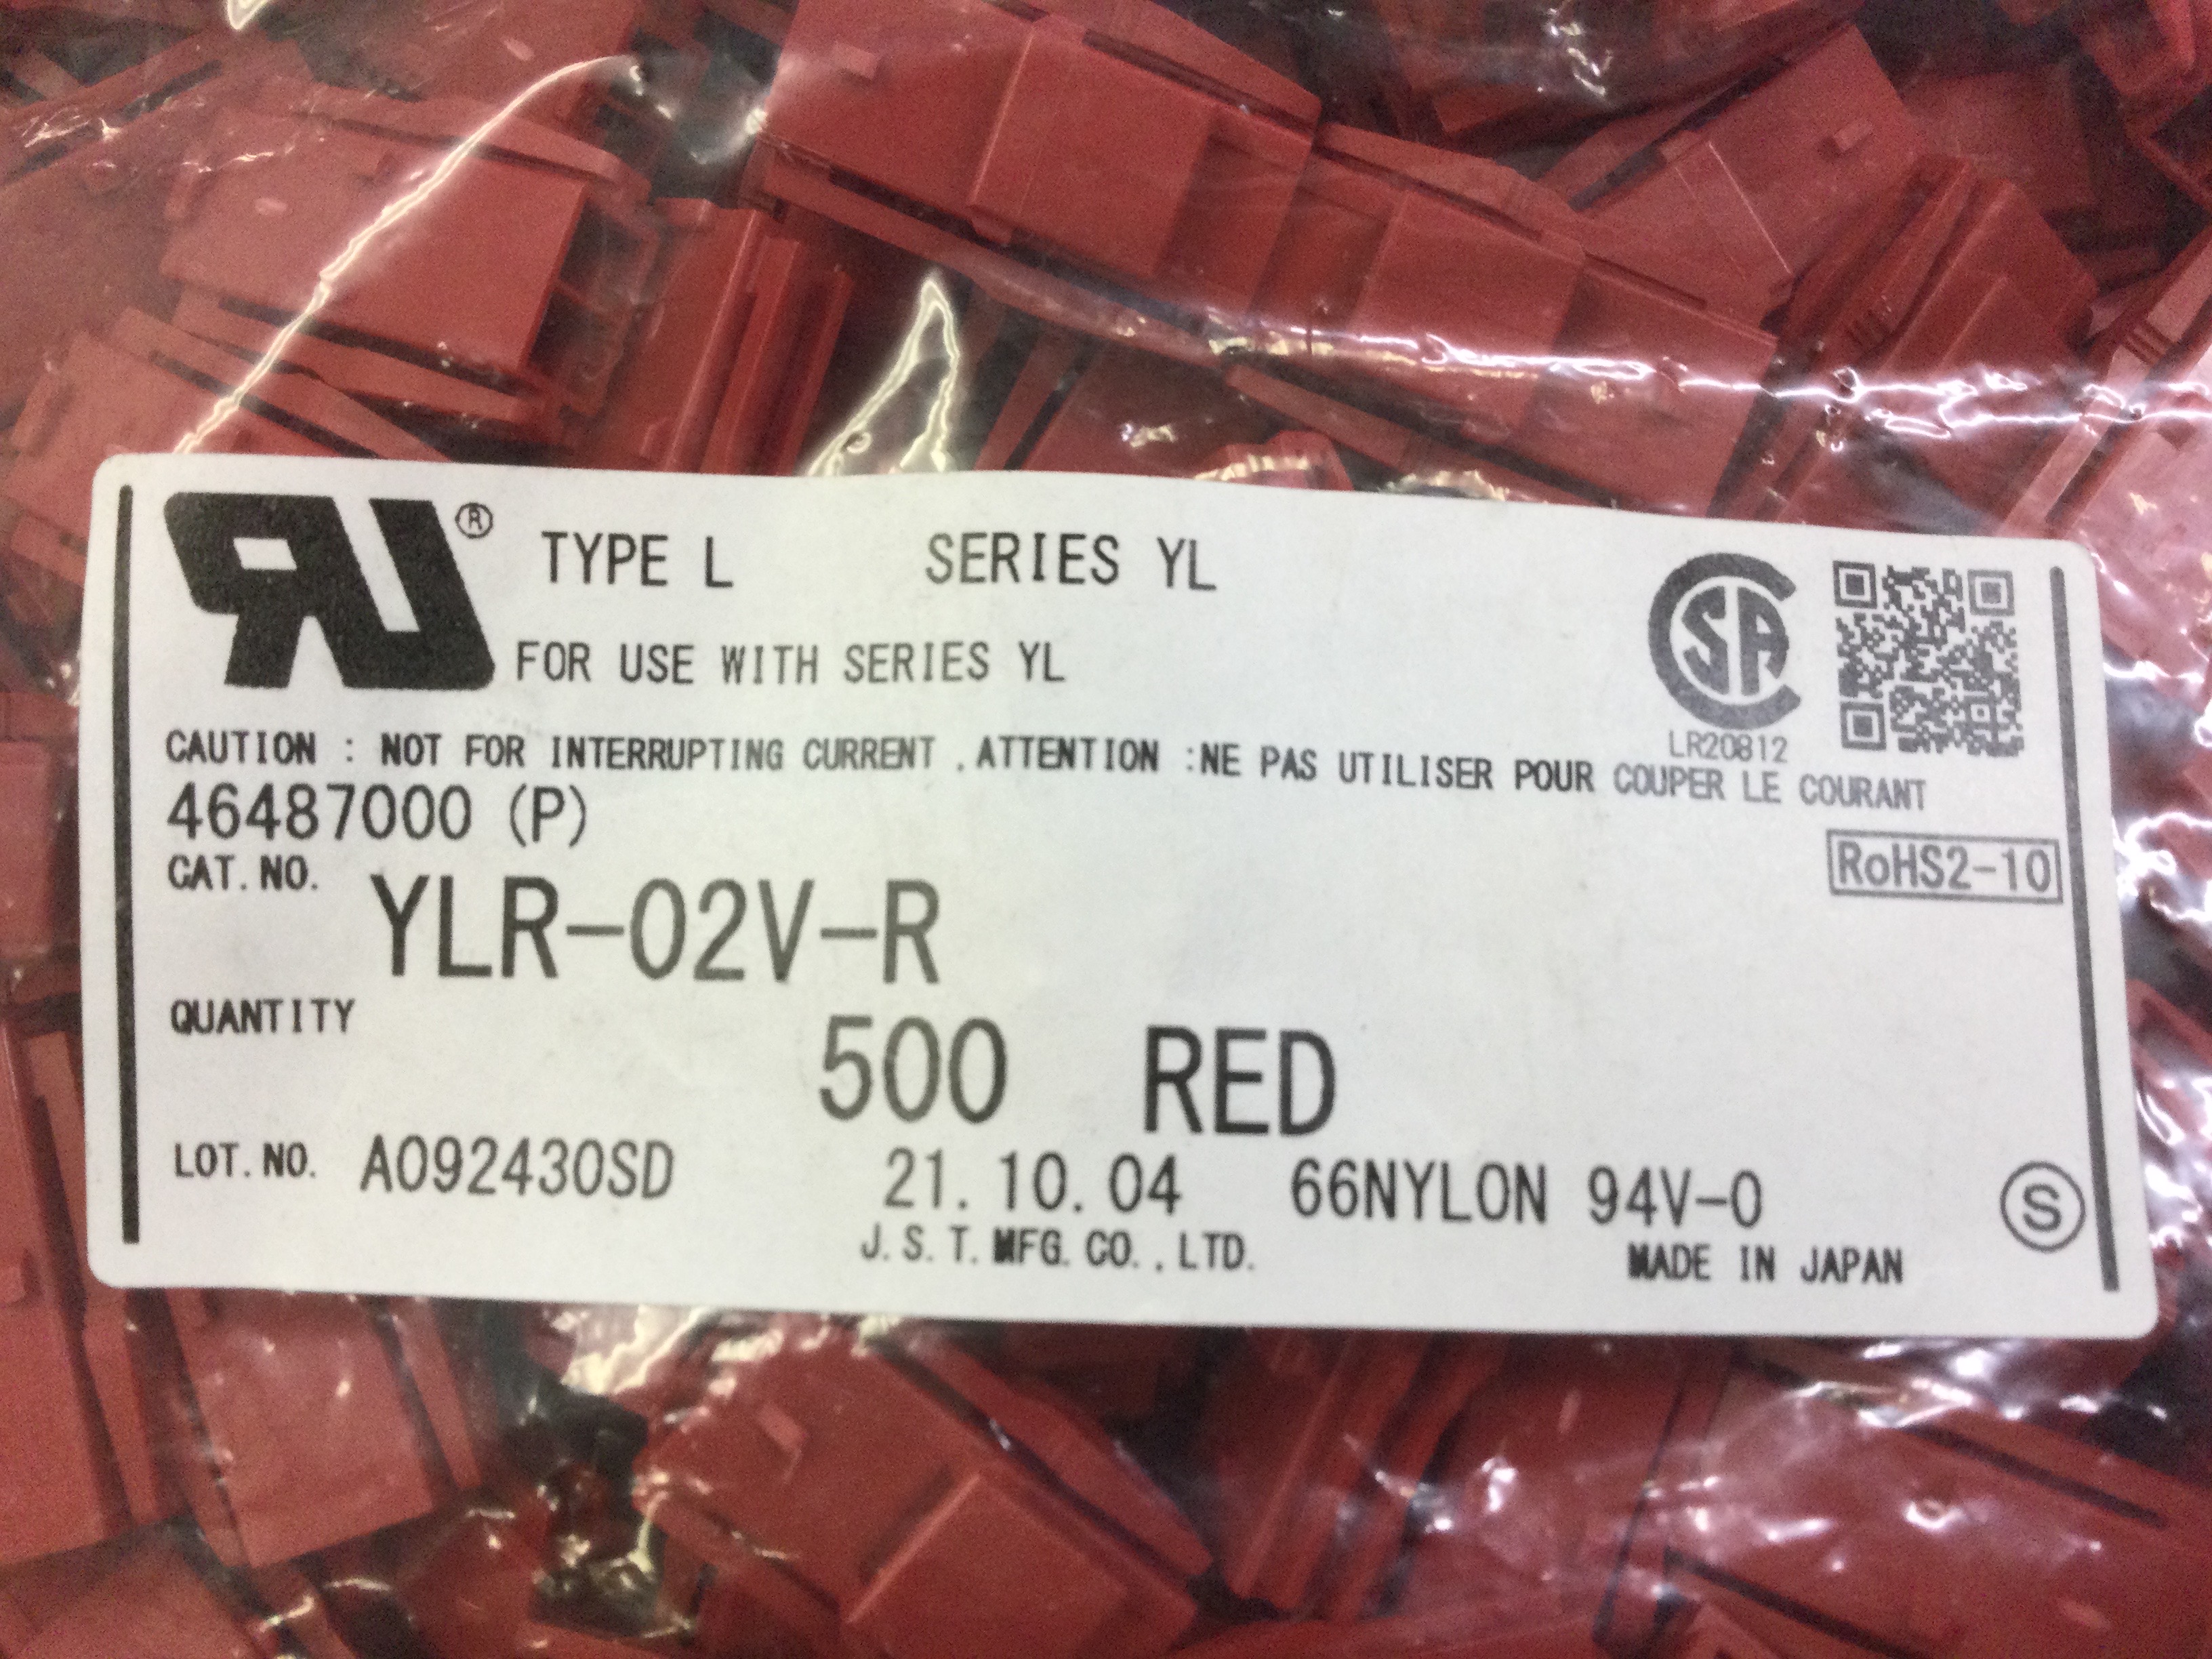 RU® TYPE L SERIES YL
FOR USE WITH SERIES YL
CSA
LR20812
CAUTION : NOT FOR INTERRUPTING CURRENT . ATTENTION :NE PAS UTILISER POUR COUPER LE COURANT
46487000 (P)
RoHS2-10
CAT. NO. YLR-02V-R
QUANTITY 500 RED
LOT. NO. A092430SD 21. 10. 04 66NYLON 94V-0
S
J. S. T. MFG. CO. , LTD. MADE IN JAPAN